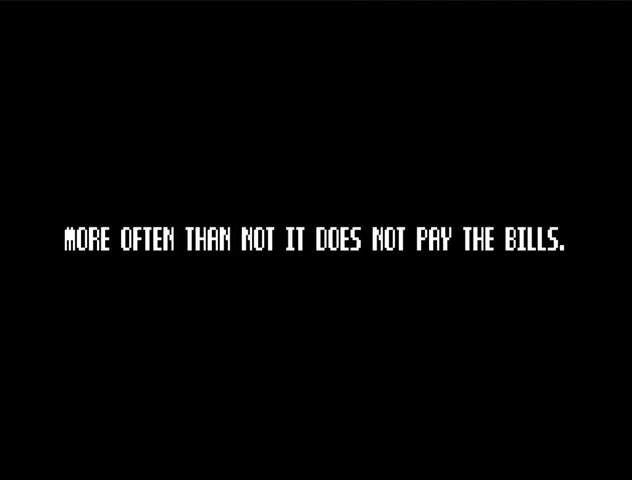 MORE OFTEN THAN NOT IT DOES NOT PAY THE BILLS.